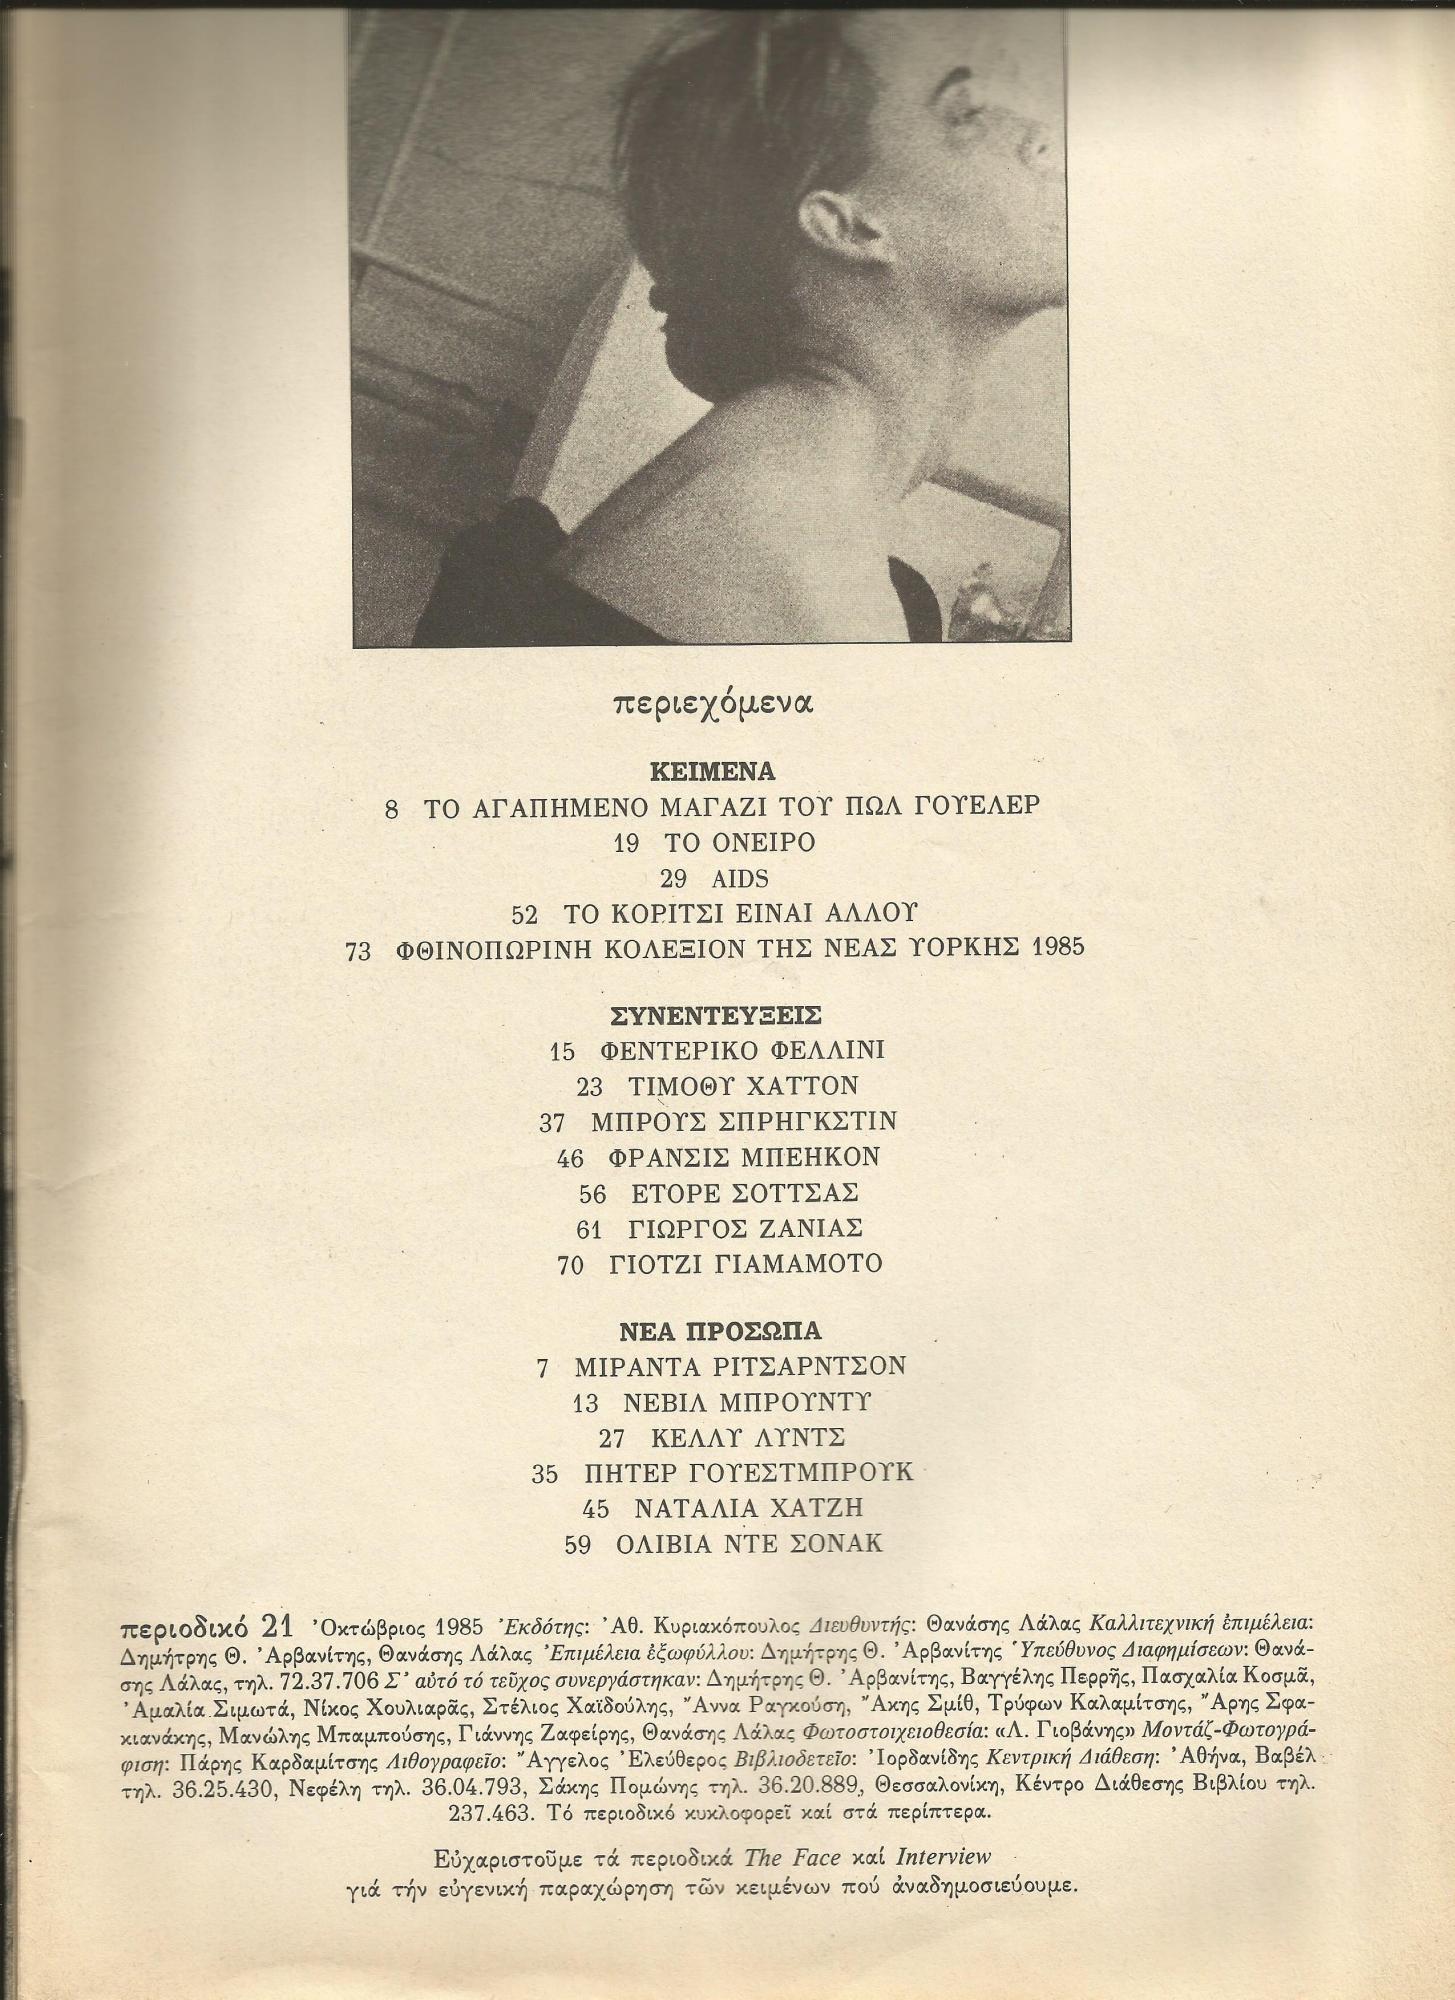 περιεχόμενα
ΚΕΙΜΕΝΑ
8 ΤΟ ΑΓΑΠΗΜΕΝΟ ΜΑΓΑΖΙ ΤΟΥ ΠΩΛ ΓΟΥΕΛΕΡ
19 ΤΟ ΟΝΕΙΡΟ
29 AIDS
52 ΤΟ ΚΟΡΙΤΣΙ ΕΙΝΑΙ ΑΛΛΟΥ
73 ΦΘΙΝΟΠΩΡΙΝΗ ΚΟΛΕΞΙΟΝ ΤΗΣ ΝΕΑΣ ΥΟΡΚΗΣ 1985
ΣΥΝΕΝΤΕΥΞΕΙΣ
15 ΦΕΝΤΕΡΙΚΟ ΦΕΛΛΙΝΙ
23 ΤΙΜΟΘΥ ΧΑΤΤΟΝ
37 ΜΠΡΟΥΣ ΣΠΡΗΓΚΣΤΙΝ
46 ΦΡΑΝΣΙΣ ΜΠΕΗΚΟΝ
56 ΕΤΟΡΕ ΣΟΤΤΣΑΣ
61 ΓΙΩΡΓΟΣ ΖΑΝΙΑΣ
70 ΓΙΟΤΖΙ ΓΙΑΜΑΜΟΤΟ
ΝΕΑ ΠΡΟΣΩΠΑ
7 ΜΙΡΑΝΤΑ ΡΙΤΣΑΡΝΤΣΟΝ
13 ΝΕΒΙΛ ΜΠΡΟΥΝΤΥ
27 ΚΕΛΛΥ ΛΥΝΤΣ
35 ΠΗΤΕΡ ΓΟΥΕΣΤΜΠΡΟΥΚ
45 ΝΑΤΑΛΙΑ ΧΑΤΖΗ
59 ΟΛΙΒΙΑ ΝΤΕ ΣΟΝΑΚ
περιοδικό 21 Ὀκτώβριος 1985 Ἐκδότης: Ἀθ. Κυριακόπουλος Διευθυντής: Θανάσης Λάλας Καλλιτεχνική ἐπιμέλεια:
Δημήτρης Θ. Ἀρβανίτης, Θανάσης Λάλας Ἐπιμέλεια ἐξωφύλλου: Δημήτρης Θ. Ἀρβανίτης Ὑπεύθυνος Διαφημίσεων: Θανά-
σης Λάλας, τηλ. 72.37.706 Σ' αὐτό τό τεῦχος συνεργάστηκαν: Δημήτρης Θ. Ἀρβανίτης, Βαγγέλης Περρῆς, Πασχαλία Κοσμᾶ,
Ἀμαλία Σιμωτά, Νίκος Χουλιαρᾶς, Στέλιος Χαϊδούλης, Ἄννα Ραγκούση, Ἄκης Σμίθ, Τρύφων Καλαμίτσης, Ἄρης Σφα-
κιανάκης, Μανώλης Μπαμπούσης, Γιάννης Ζαφείρης, Θανάσης Λάλας Φωτοστοιχειοθεσία: «Λ. Γιοβάνης» Μοντάζ-Φωτογρά-
φιση: Πάρης Καρδαμίτσης Λιθογραφεῖο: Ἄγγελος Ἐλεύθερος Βιβλιοδετεῖο: Ἰορδανίδης Κεντρική Διάθεση: Ἀθήνα, Βαβέλ
τηλ. 36.25.430, Νεφέλη τηλ. 36.04.793, Σάκης Πομώνης τηλ. 36.20.889, Θεσσαλονίκη, Κέντρο Διάθεσης Βιβλίου τηλ.
237.463. Τό περιοδικό κυκλοφορεῖ καί στά περίπτερα.
Εὐχαριστοῦμε τά περιοδικά The Face καί Interview
γιά τήν εὐγενική παραχώρηση τῶν κειμένων πού ἀναδημοσιεύουμε.